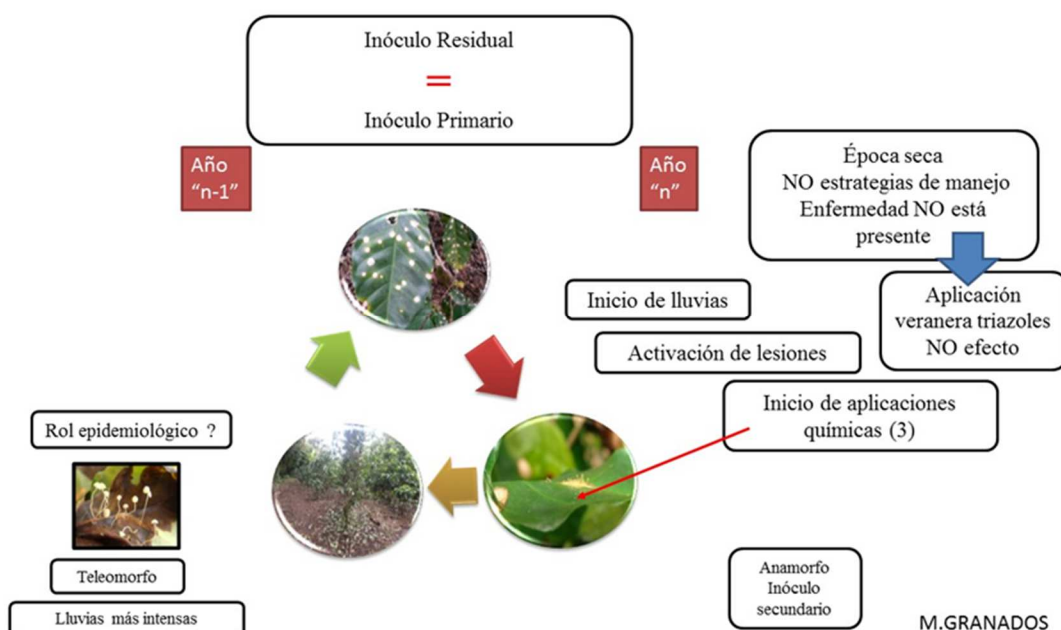 Inóculo Residual
=
Inóculo Primario
Año
"n-1"
Año
"n"
Época seca
NO estrategias de manejo
Enfermedad NO está
presente
Aplicación
veranera triazoles
NO efecto
Inicio de lluvias
Activación de lesiones
Inicio de aplicaciones
químicas (3)
Rol epidemiológico ?
Teleomorfo
Lluvias más intensas
Anamorfo
Inóculo
secundario
M.GRANADOS